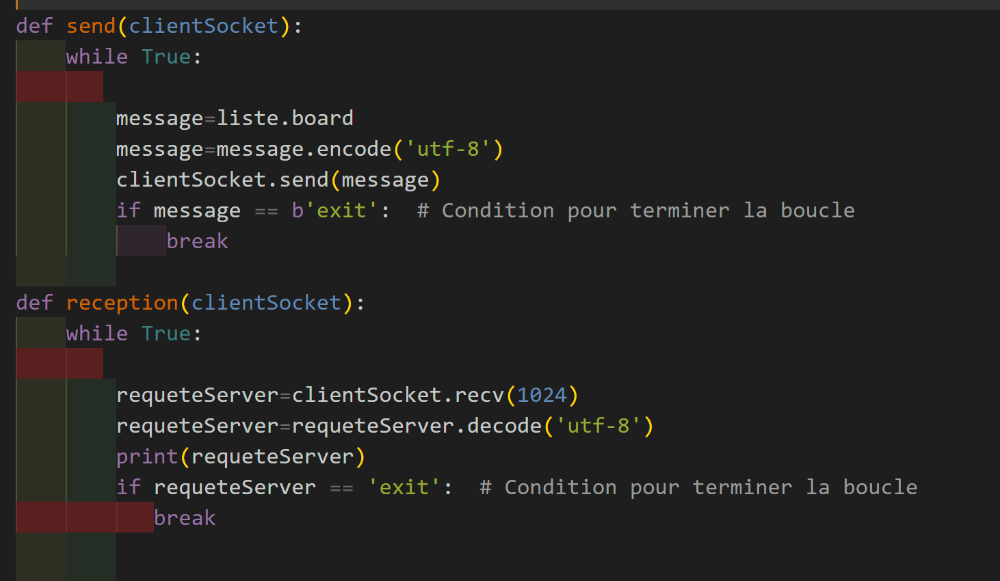 def send(clientSocket):
    while True:
        message=liste.board
        message=message.encode('utf-8')
        clientSocket.send(message)
        if message == b'exit':  # Condition pour terminer la boucle
            break
def reception(clientSocket):
    while True:
        requeteServer=clientSocket.recv(1024)
        requeteServer=requeteServer.decode('utf-8')
        print(requeteServer)
        if requeteServer == 'exit':  # Condition pour terminer la boucle
           break